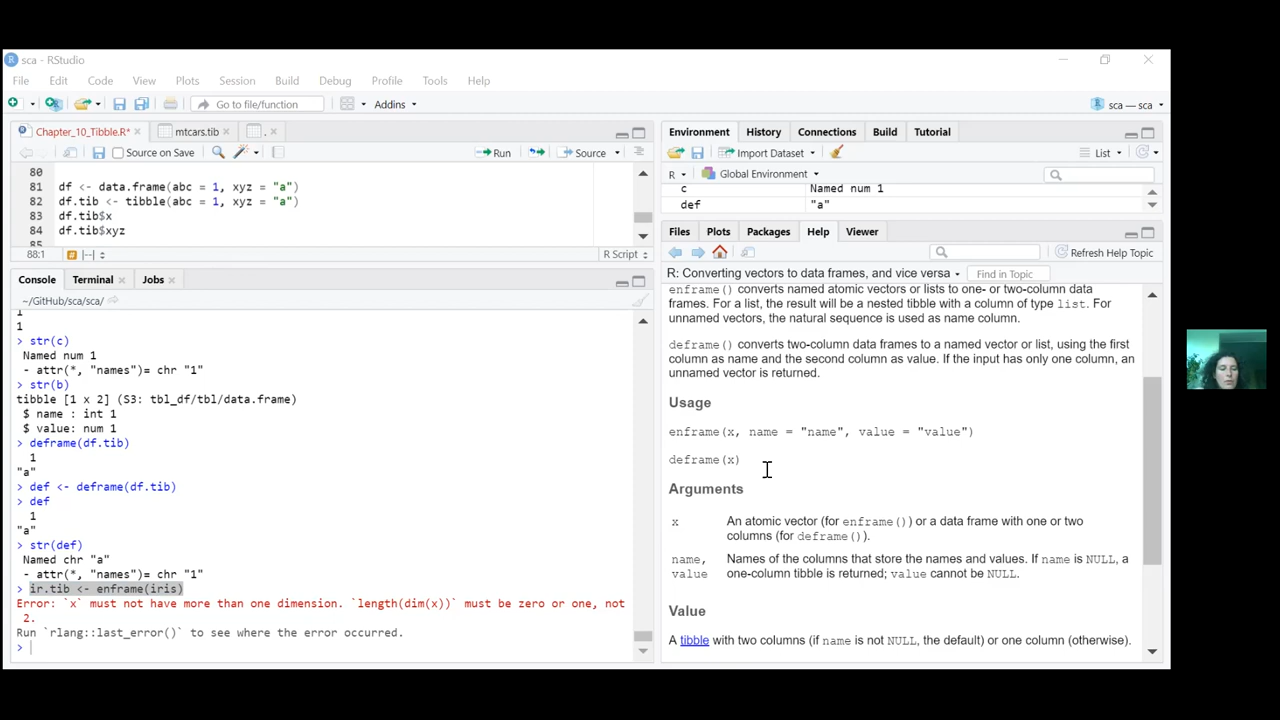 sca - RStudio
File Edit Code View Plots Session Build Debug Profile Tools Help
Go to file/function Addins sca — sca
Chapter_10_Tibble.R* mtcars.tib .
Source on Save Run Source
80
81 df <- data.frame(abc = 1, xyz = "a")
82 df.tib <- tibble(abc = 1, xyz = "a")
83 df.tib$x
84 df.tib$xyz
85
88:1 R Script
Console Terminal Jobs
~/GitHub/sca/sca/
1
1
> str(c)
Named num 1
- attr(*, "names")= chr "1"
> str(b)
tibble [1 x 2] (S3: tbl_df/tbl/data.frame)
$ name : int 1
$ value: num 1
> deframe(df.tib)
1
"a"
> def <- deframe(df.tib)
> def
1
"a"
> str(def)
Named chr "a"
- attr(*, "names")= chr "1"
> ir.tib <- enframe(iris)
Error: `x` must not have more than one dimension. `length(dim(x))` must be zero or one, not
2.
Run `rlang::last_error()` to see where the error occurred.
>
Environment History Connections Build Tutorial
Import Dataset List
R Global Environment
c Named num 1
def "a"
Files Plots Packages Help Viewer
Refresh Help Topic
R: Converting vectors to data frames, and vice versa Find in Topic
enframe() converts named atomic vectors or lists to one- or two-column data
frames. For a list, the result will be a nested tibble with a column of type list. For
unnamed vectors, the natural sequence is used as name column.
deframe() converts two-column data frames to a named vector or list, using the first
column as name and the second column as value. If the input has only one column, an
unnamed vector is returned.
Usage
enframe(x, name = "name", value = "value")
deframe(x)
Arguments
x An atomic vector (for enframe()) or a data frame with one or two
columns (for deframe()).
name, Names of the columns that store the names and values. If name is NULL, a
value one-column tibble is returned; value cannot be NULL.
Value
A tibble with two columns (if name is not NULL, the default) or one column (otherwise).